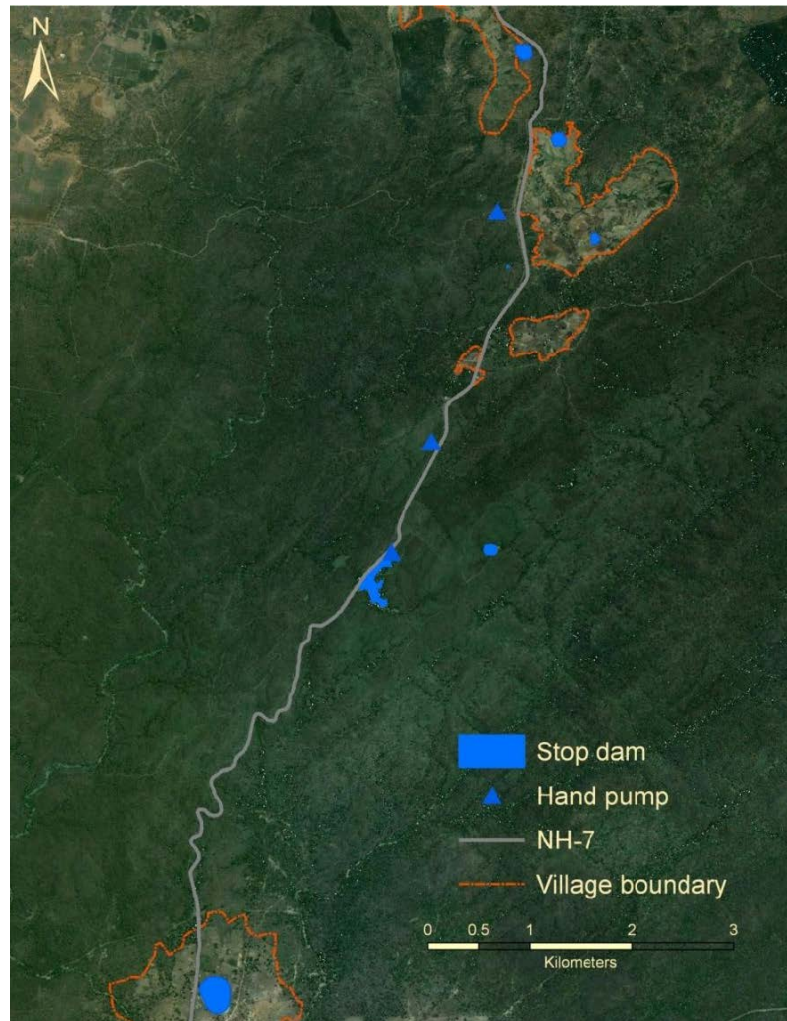 N
Stop dam
Hand pump
NH-7
Village boundary
0 0.5 1 2 3
Kilometers